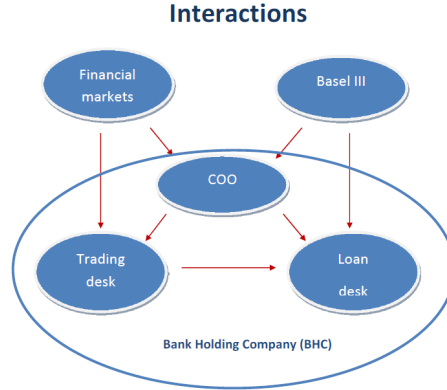 Interactions
Financial
markets
Basel III
COO
Trading
desk
Loan
desk
Bank Holding Company (BHC)